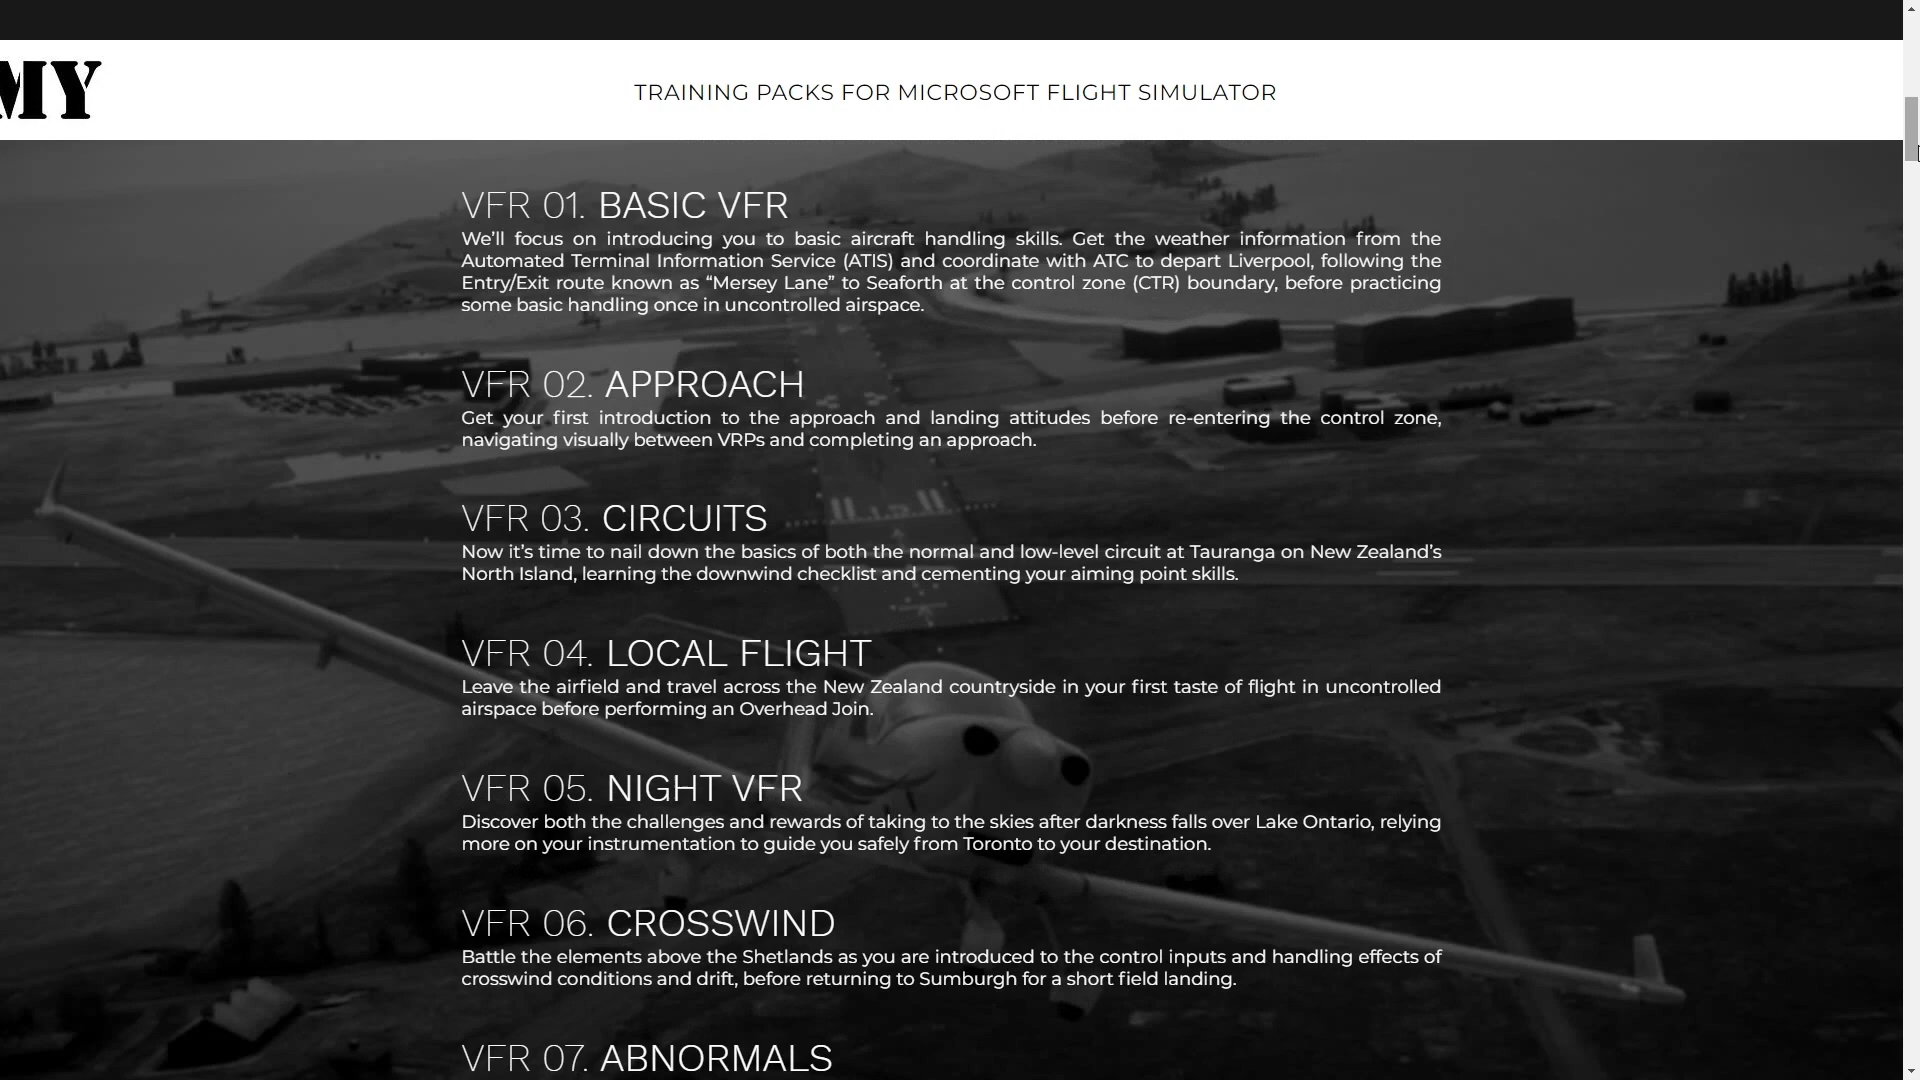 MY
TRAINING PACKS FOR MICROSOFT FLIGHT SIMULATOR
VFR 01. BASIC VFR
We’ll focus on introducing you to basic aircraft handling skills. Get the weather information from the
Automated Terminal Information Service (ATIS) and coordinate with ATC to depart Liverpool, following the
Entry/Exit route known as “Mersey Lane” to Seaforth at the control zone (CTR) boundary, before practicing
some basic handling once in uncontrolled airspace.
VFR 02. APPROACH
Get your first introduction to the approach and landing attitudes before re-entering the control zone,
navigating visually between VRPs and completing an approach.
VFR 03. CIRCUITS
Now it’s time to nail down the basics of both the normal and low-level circuit at Tauranga on New Zealand’s
North Island, learning the downwind checklist and cementing your aiming point skills.
VFR 04. LOCAL FLIGHT
Leave the airfield and travel across the New Zealand countryside in your first taste of flight in uncontrolled
airspace before performing an Overhead Join.
VFR 05. NIGHT VFR
Discover both the challenges and rewards of taking to the skies after darkness falls over Lake Ontario, relying
more on your instrumentation to guide you safely from Toronto to your destination.
VFR 06. CROSSWIND
Battle the elements above the Shetlands as you are introduced to the control inputs and handling effects of
crosswind conditions and drift, before returning to Sumburgh for a short field landing.
VFR 07. ABNORMALS